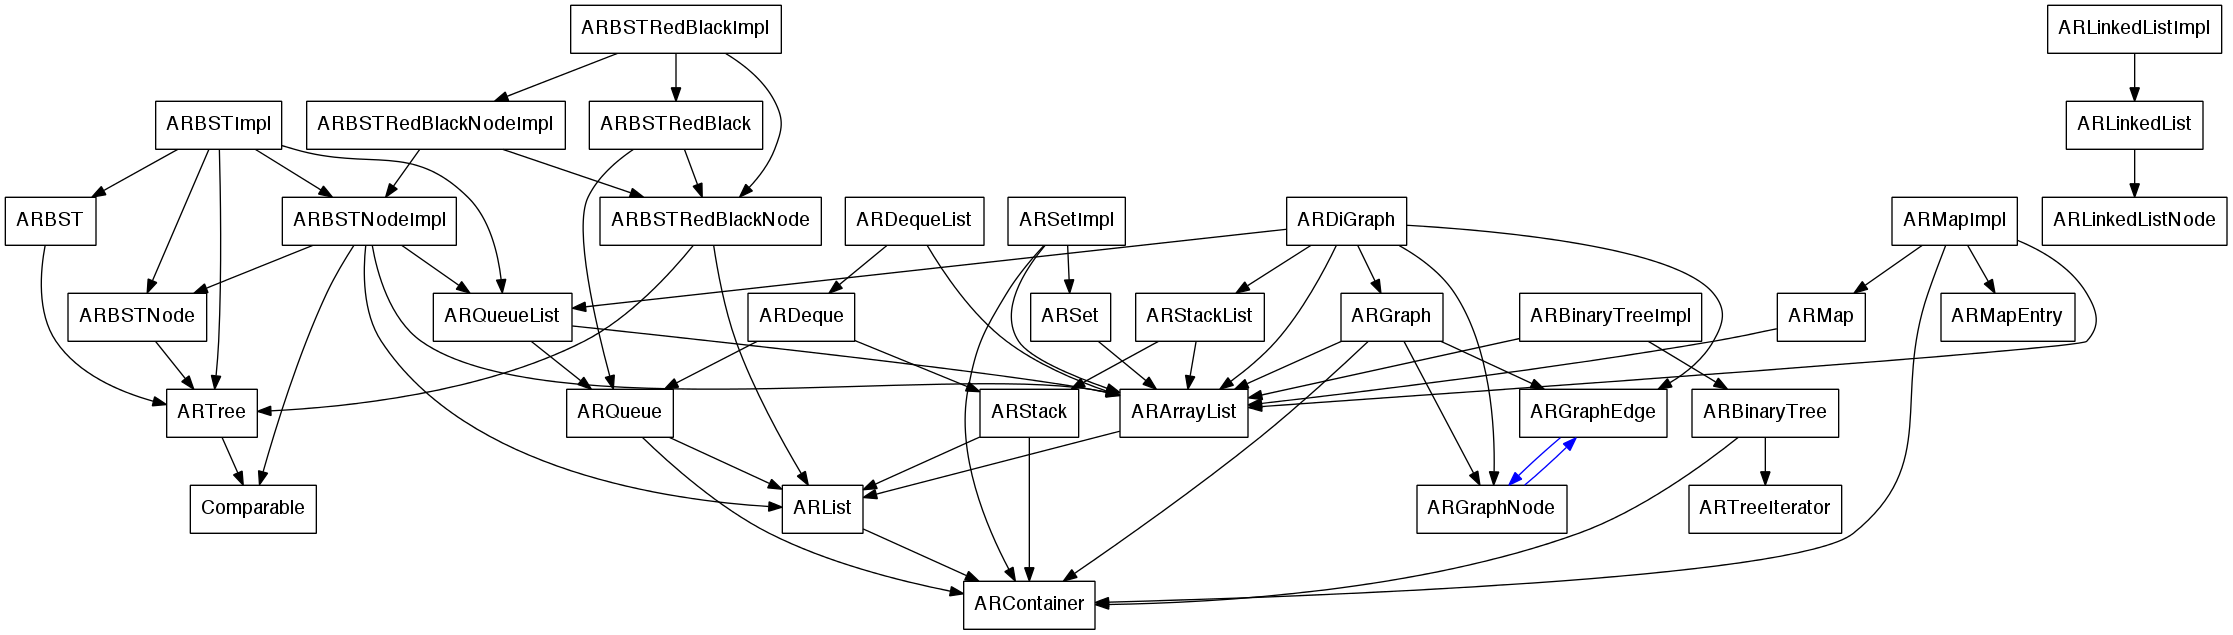 ARBSTRedBlackImpl
ARLinkedListImpl
ARBSTImpl
ARBSTRedBlackNodeImpl
ARBSTRedBlack
ARLinkedList
ARBST
ARBSTNodeImpl
ARBSTRedBlackNode
ARDequeList
ARSetImpl
ARDiGraph
ARMapImpl
ARLinkedListNode
ARBSTNode
ARQueueList
ARDeque
ARSet
ARStackList
ARGraph
ARBinaryTreeImpl
ARMap
ARMapEntry
ARTree
ARQueue
ARStack
ARArrayList
ARGraphEdge
ARBinaryTree
Comparable
ARList
ARGraphNode
ARTreeIterator
ARContainer